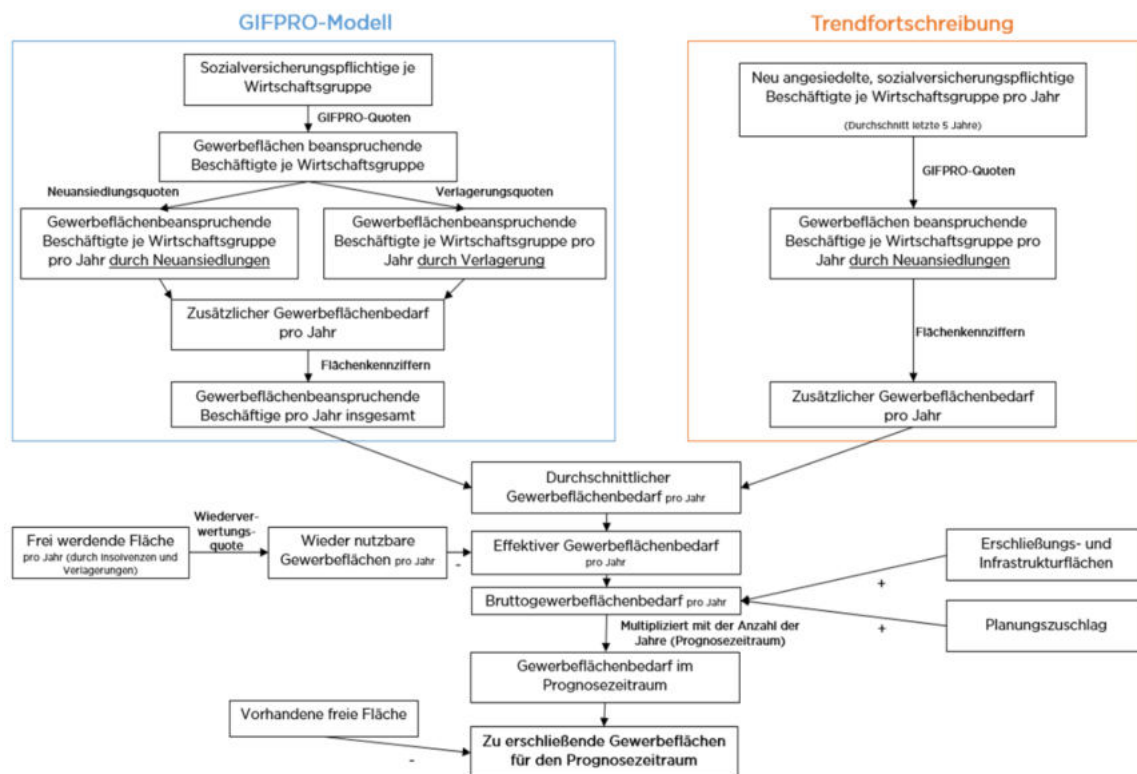 GIFPRO-Modell
Sozialversicherungspflichtige je
Wirtschaftsgruppe
GIFPRO-Quoten
Gewerbeflächen beanspruchende
Beschäftigte je Wirtschaftsgruppe
Neuansiedlungsquoten
Verlagerungsquoten
Gewerbeflächenbeanspruchende
Beschäftigte je Wirtschaftsgruppe
pro Jahr durch Neuansiedlungen
Gewerbeflächenbeanspruchende
Beschäftigte je Wirtschaftsgruppe pro
Jahr durch Verlagerung
Zusätzlicher Gewerbeflächenbedarf
pro Jahr
Flächenkennziffern
Gewerbeflächenbeanspruchende
Beschäftige pro Jahr insgesamt
Trendfortschreibung
Neu angesiedelte, sozialversicherungspflichtige
Beschäftigte je Wirtschaftsgruppe pro Jahr
(Durchschnitt letzte 5 Jahre)
GIFPRO-Quoten
Gewerbeflächen beanspruchende
Beschäftige je Wirtschaftsgruppe pro
Jahr durch Neuansiedlungen
Flächenkennziffern
Zusätzlicher Gewerbeflächenbedarf
pro Jahr
Durchschnittlicher
Gewerbeflächenbedarf pro Jahr
Frei werdende Fläche
pro Jahr (durch Insolvenzen und
Verlagerungen)
Wiederver-
wertungs-
quote
Wieder nutzbare
Gewerbeflächen pro Jahr
-
Effektiver Gewerbeflächenbedarf
pro Jahr
Erschließungs- und
Infrastrukturflächen
+
Bruttogewerbeflächenbedarf pro Jahr
+
Planungszuschlag
Multipliziert mit der Anzahl der
Jahre (Prognosezeitraum)
Gewerbeflächenbedarf im
Prognosezeitraum
Vorhandene freie Fläche
-
Zu erschließende Gewerbeflächen
für den Prognosezeitraum